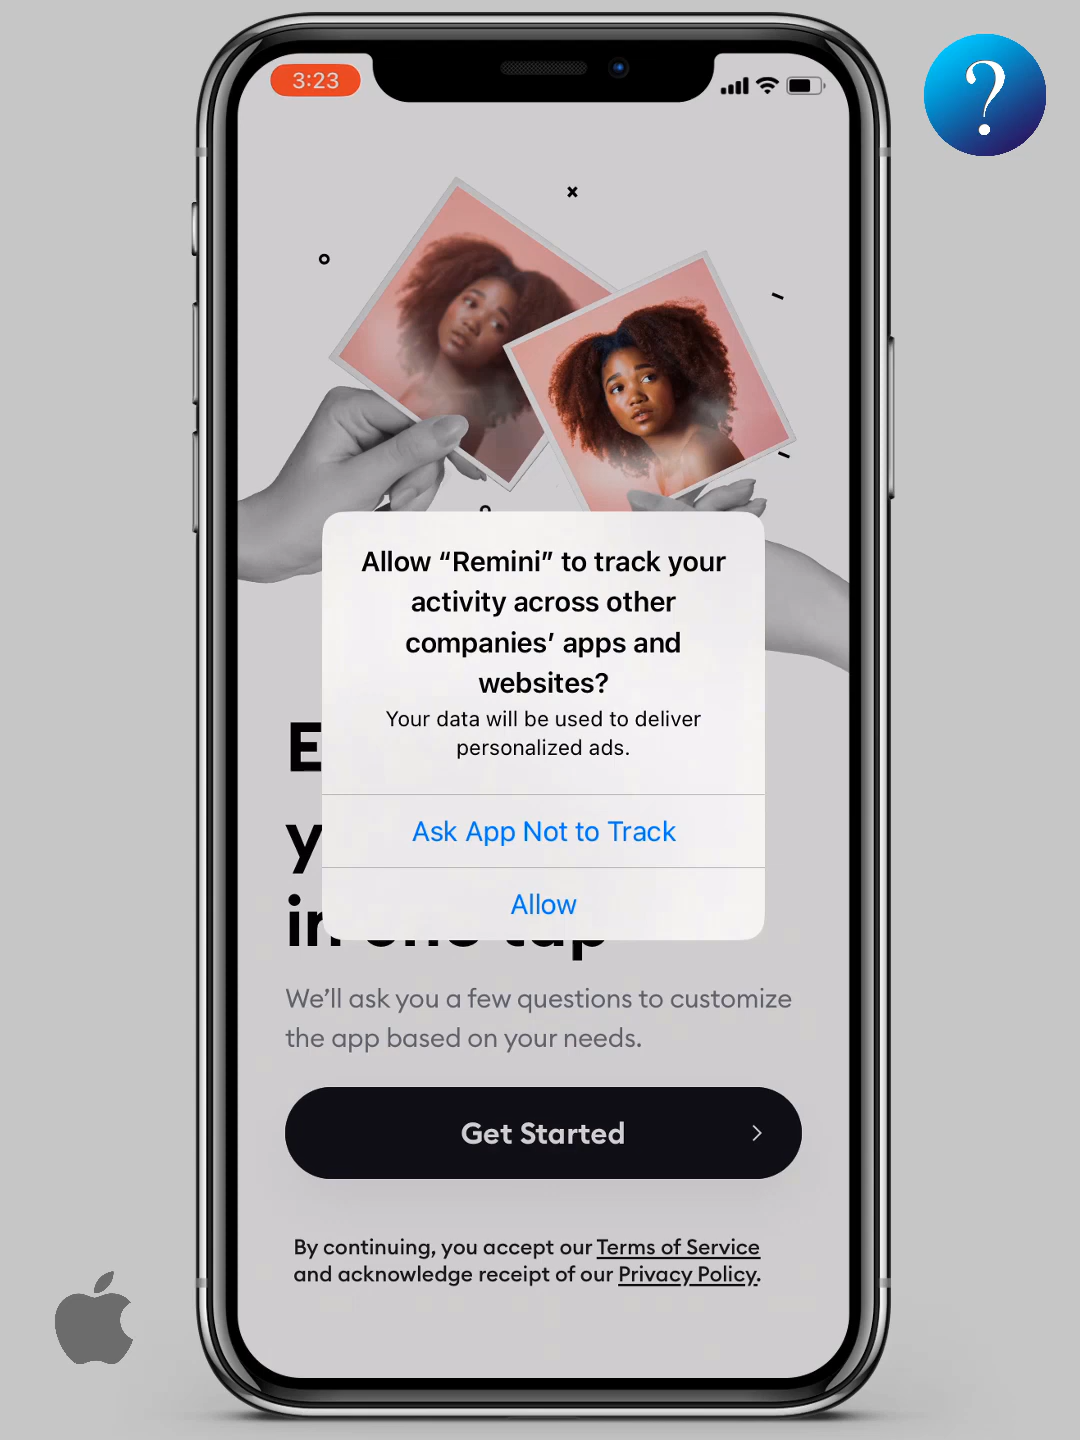 3:23
?
Allow “Remini” to track your
activity across other
companies’ apps and
websites?
Your data will be used to deliver
personalized ads.
Ask App Not to Track
Allow
E
y
in one tap
We’ll ask you a few questions to customize
the app based on your needs.
Get Started
By continuing, you accept our Terms of Service
and acknowledge receipt of our Privacy Policy.